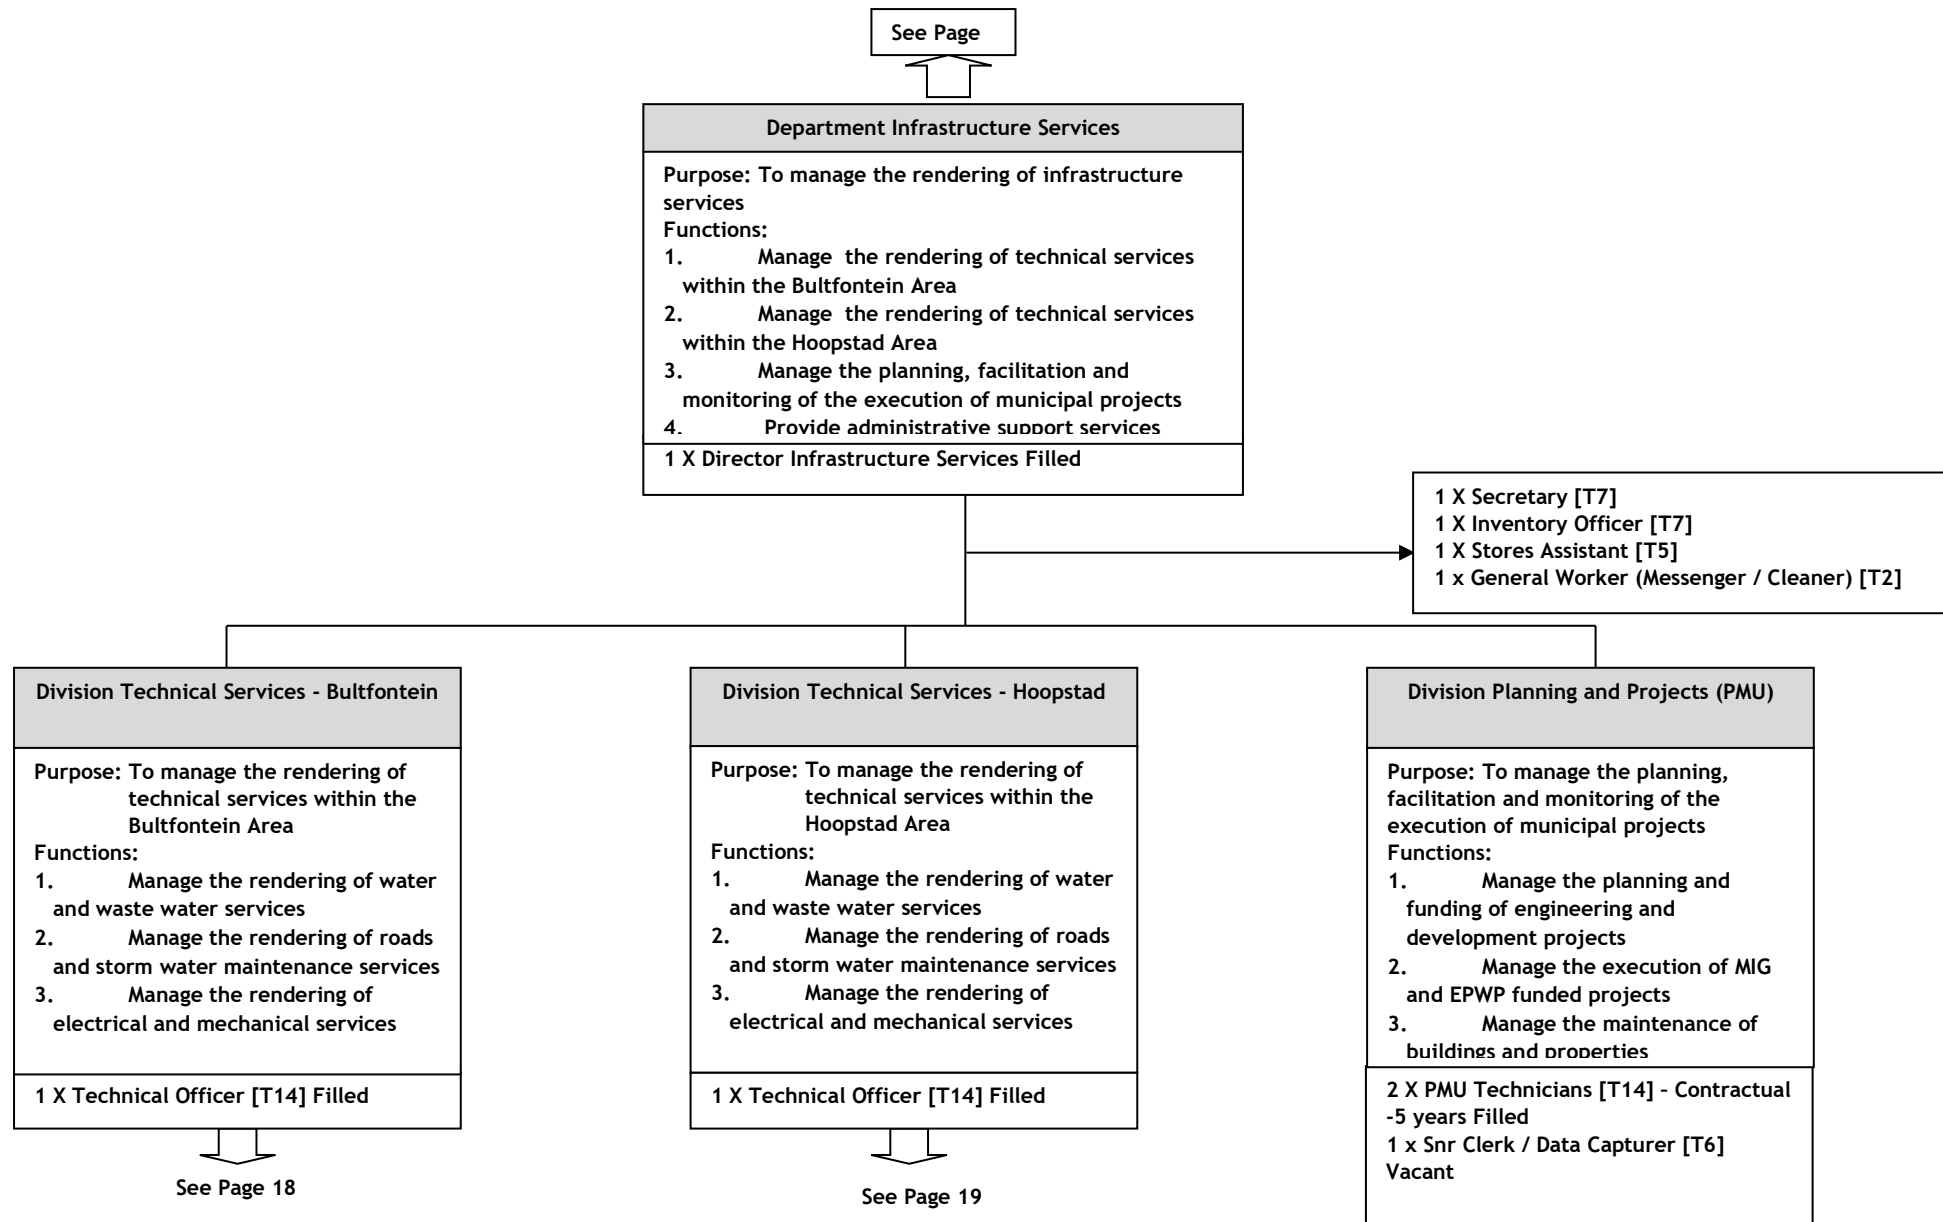 See Page
Department Infrastructure Services
Purpose: To manage the rendering of infrastructure
services
Functions:
1. Manage the rendering of technical services
within the Bultfontein Area
2. Manage the rendering of technical services
within the Hoopstad Area
3. Manage the planning, facilitation and
monitoring of the execution of municipal projects
4. Provide administrative support services
1 X Director Infrastructure Services Filled
1 X Secretary [T7]
1 X Inventory Officer [T7]
1 X Stores Assistant [T5]
1 x General Worker (Messenger / Cleaner) [T2]
Division Technical Services - Bultfontein
Purpose: To manage the rendering of
technical services within the
Bultfontein Area
Functions:
1. Manage the rendering of water
and waste water services
2. Manage the rendering of roads
and storm water maintenance services
3. Manage the rendering of
electrical and mechanical services
1 X Technical Officer [T14] Filled
See Page 18
Division Technical Services - Hoopstad
Purpose: To manage the rendering of
technical services within the
Hoopstad Area
Functions:
1. Manage the rendering of water
and waste water services
2. Manage the rendering of roads
and storm water maintenance services
3. Manage the rendering of
electrical and mechanical services
1 X Technical Officer [T14] Filled
See Page 19
Division Planning and Projects (PMU)
Purpose: To manage the planning,
facilitation and monitoring of the
execution of municipal projects
Functions:
1. Manage the planning and
funding of engineering and
development projects
2. Manage the execution of MIG
and EPWP funded projects
3. Manage the maintenance of
buildings and properties
2 X PMU Technicians [T14] – Contractual
-5 years Filled
1 x Snr Clerk / Data Capturer [T6]
Vacant